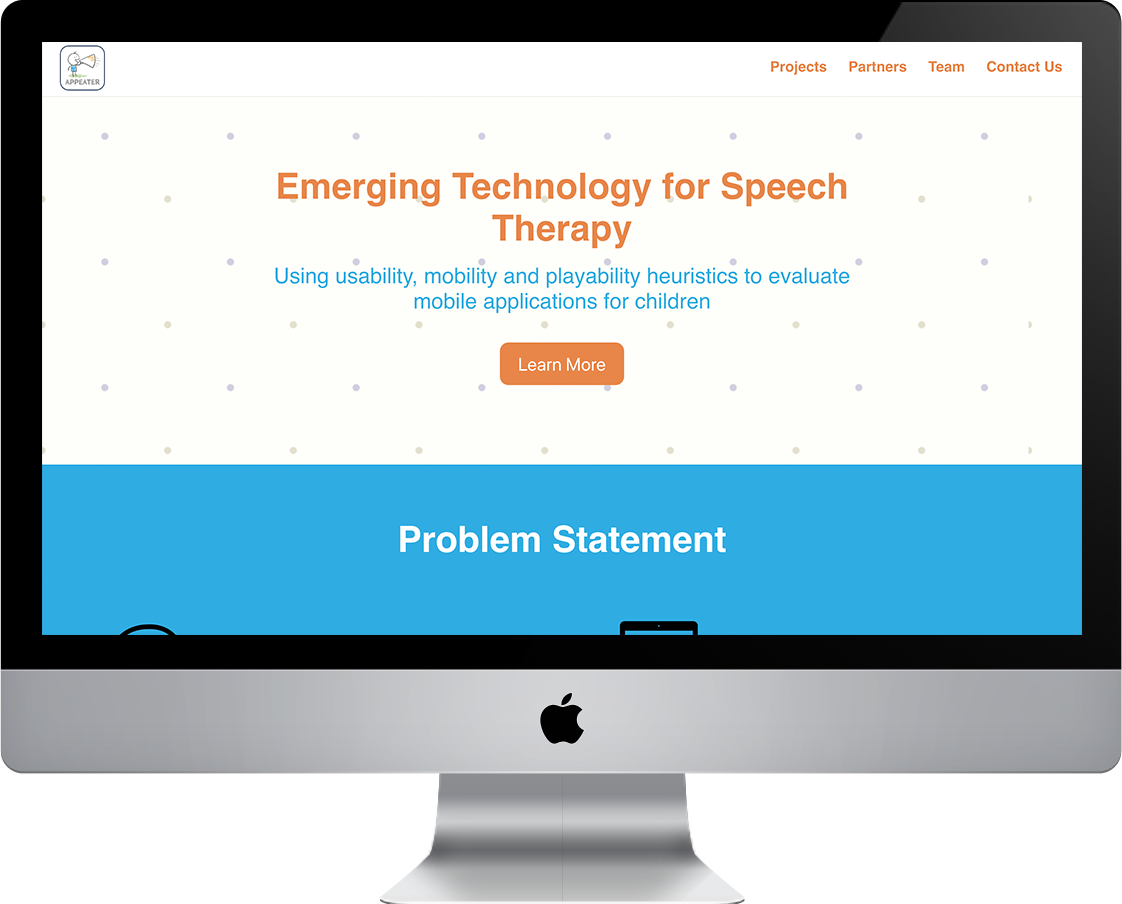 APPEATER
Projects Partners Team Contact Us
Emerging Technology for Speech
Therapy
Using usability, mobility and playability heuristics to evaluate
mobile applications for children
Learn More
Problem Statement